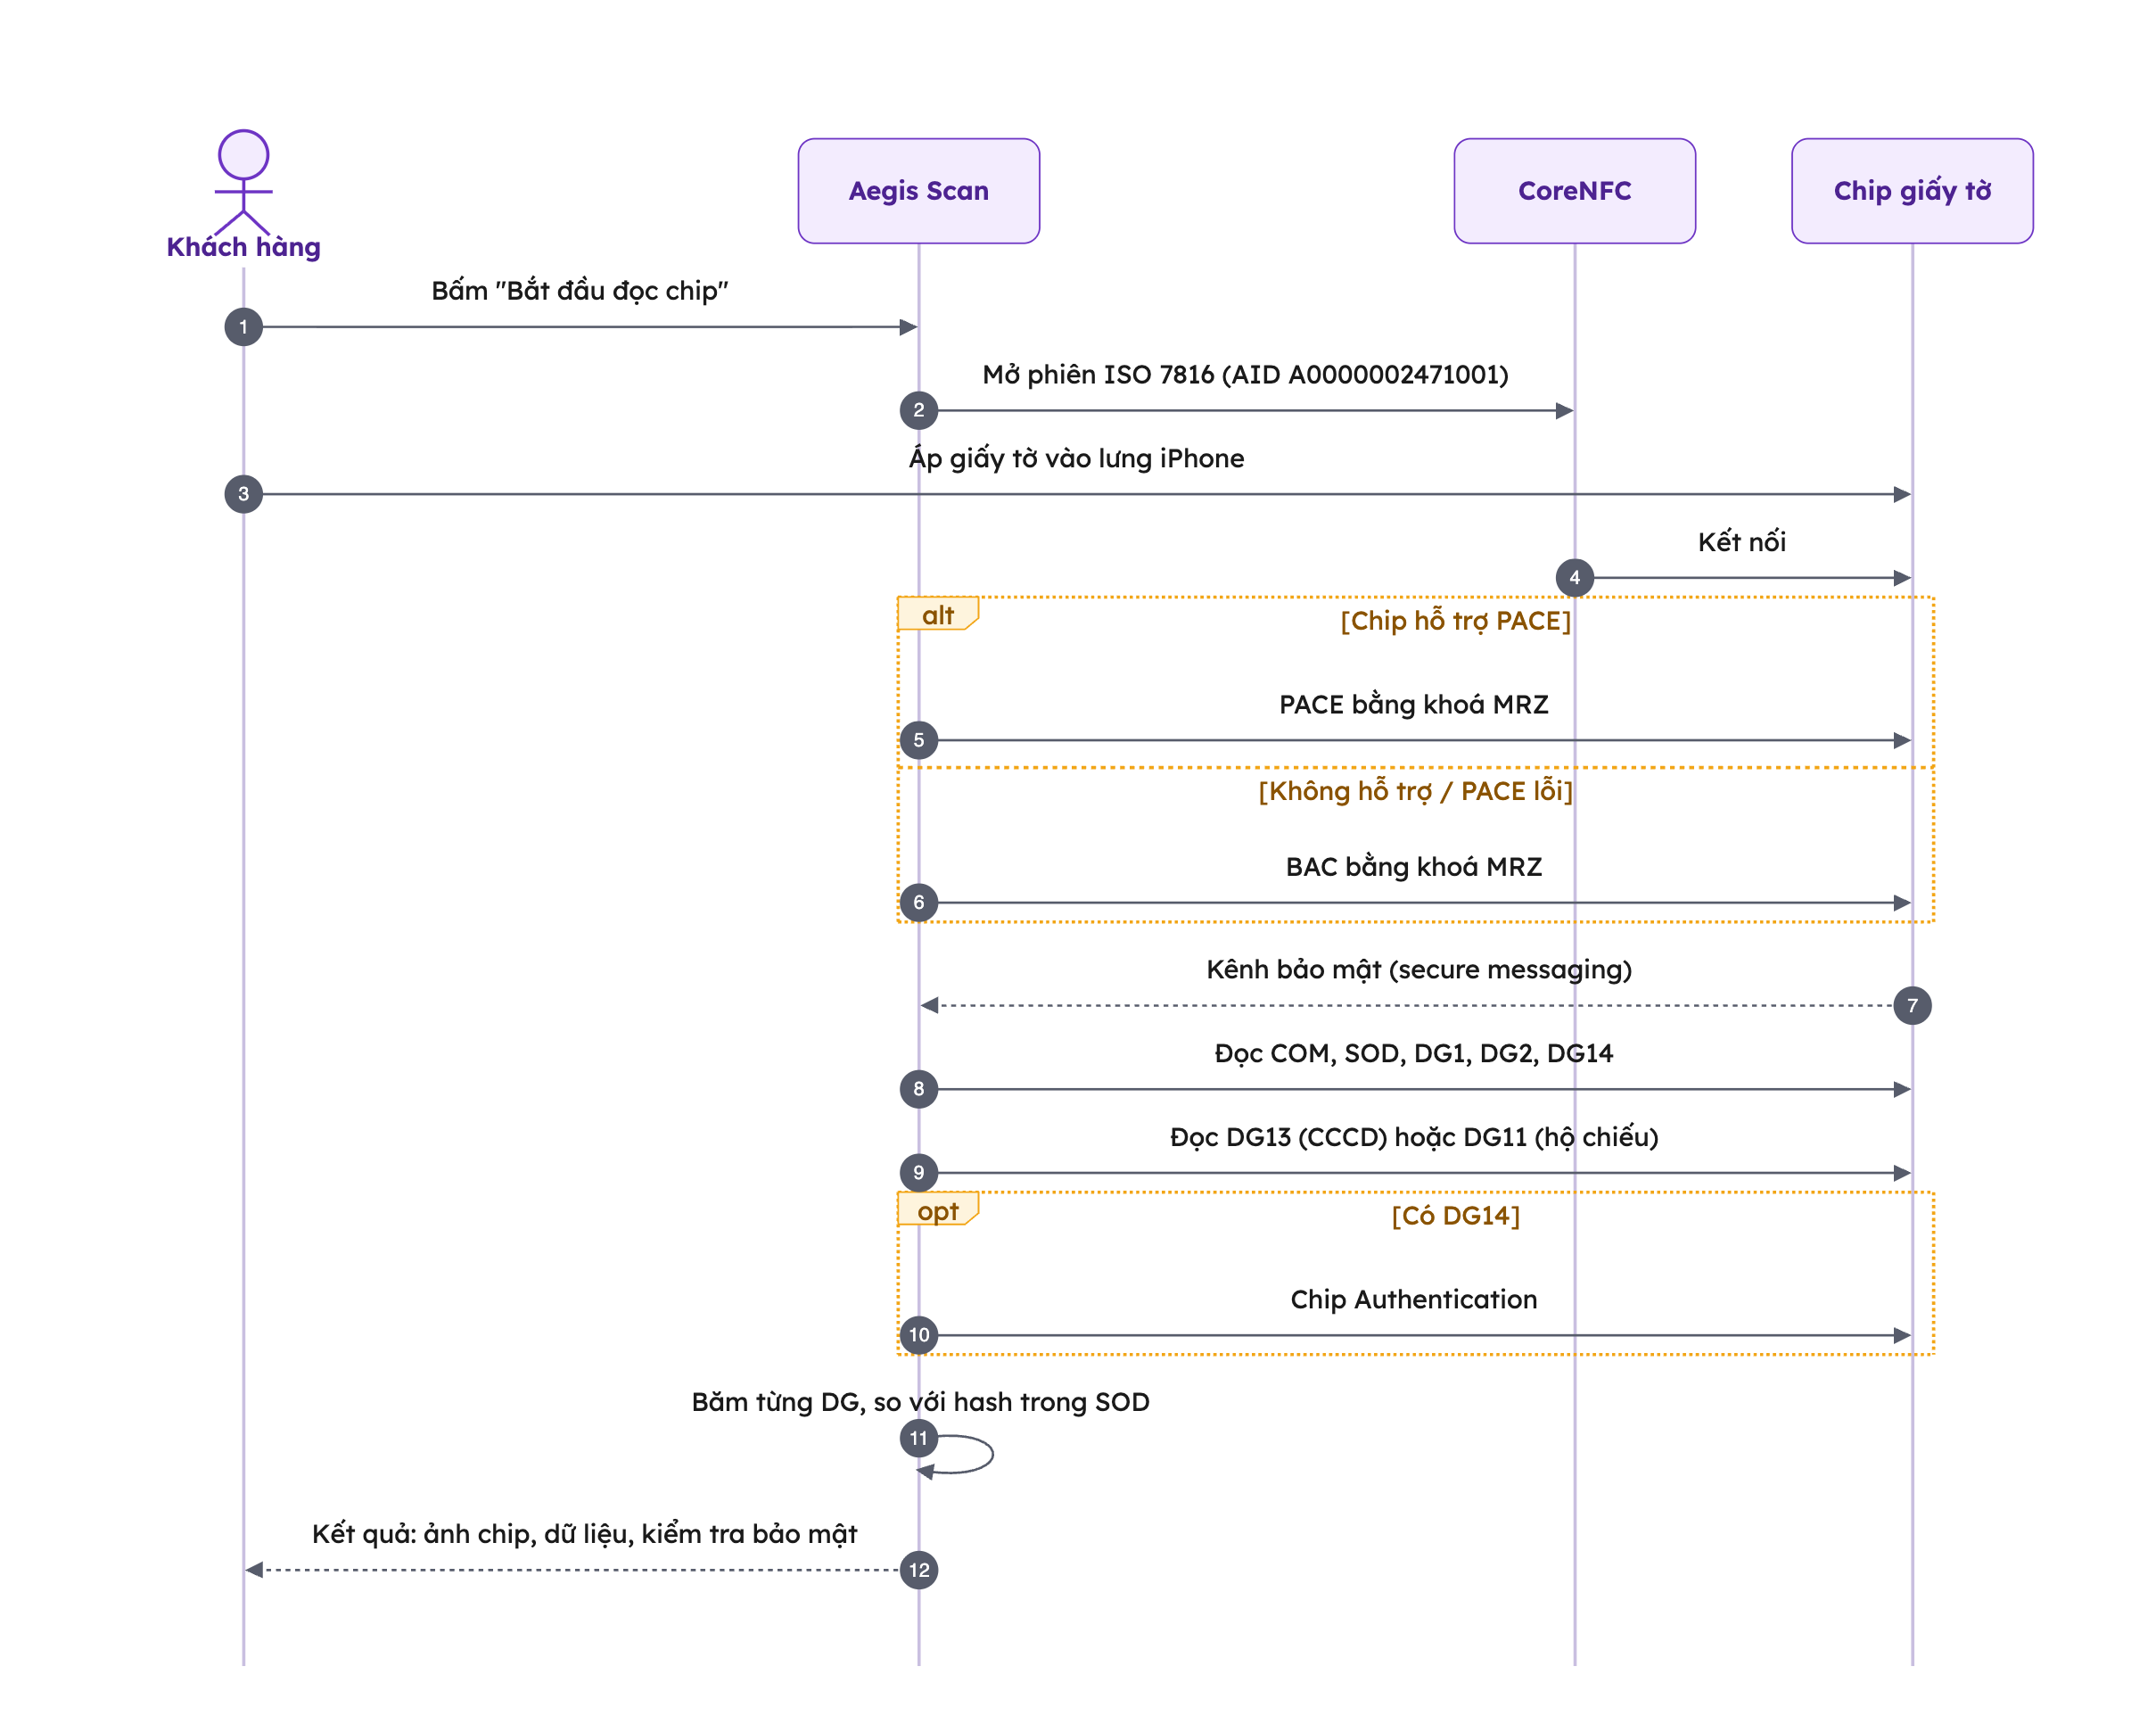 Khách hàng
Aegis Scan
CoreNFC
Chip giấy tờ
Bấm "Bắt đầu đọc chip"
1
Mở phiên ISO 7816 (AID A0000002471001)
2
Áp giấy tờ vào lưng iPhone
3
Kết nối
4
alt
[Chip hỗ trợ PACE]
PACE bằng khoá MRZ
5
[Không hỗ trợ / PACE lỗi]
BAC bằng khoá MRZ
6
Kênh bảo mật (secure messaging)
7
Đọc COM, SOD, DG1, DG2, DG14
8
Đọc DG13 (CCCD) hoặc DG11 (hộ chiếu)
9
opt
[Có DG14]
Chip Authentication
10
Băm từng DG, so với hash trong SOD
11
Kết quả: ảnh chip, dữ liệu, kiểm tra bảo mật
12